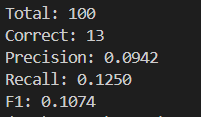 Total: 100
Correct: 13
Precision: 0.0942
Recall: 0.1250
F1: 0.1074